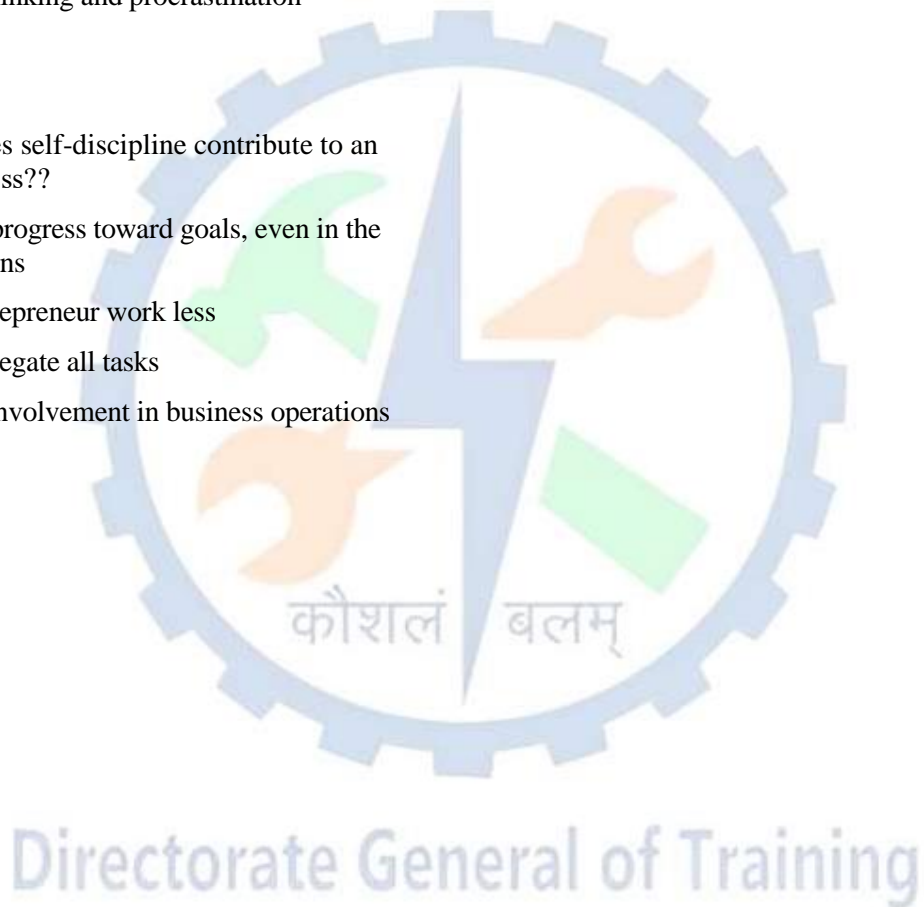 inking and procrastination
es self-discipline contribute to an
ss??
progress toward goals, even in the
ns
epreneur work less
egate all tasks
nvolvement in business operations
कौशलं बलम्
Directorate General of Training